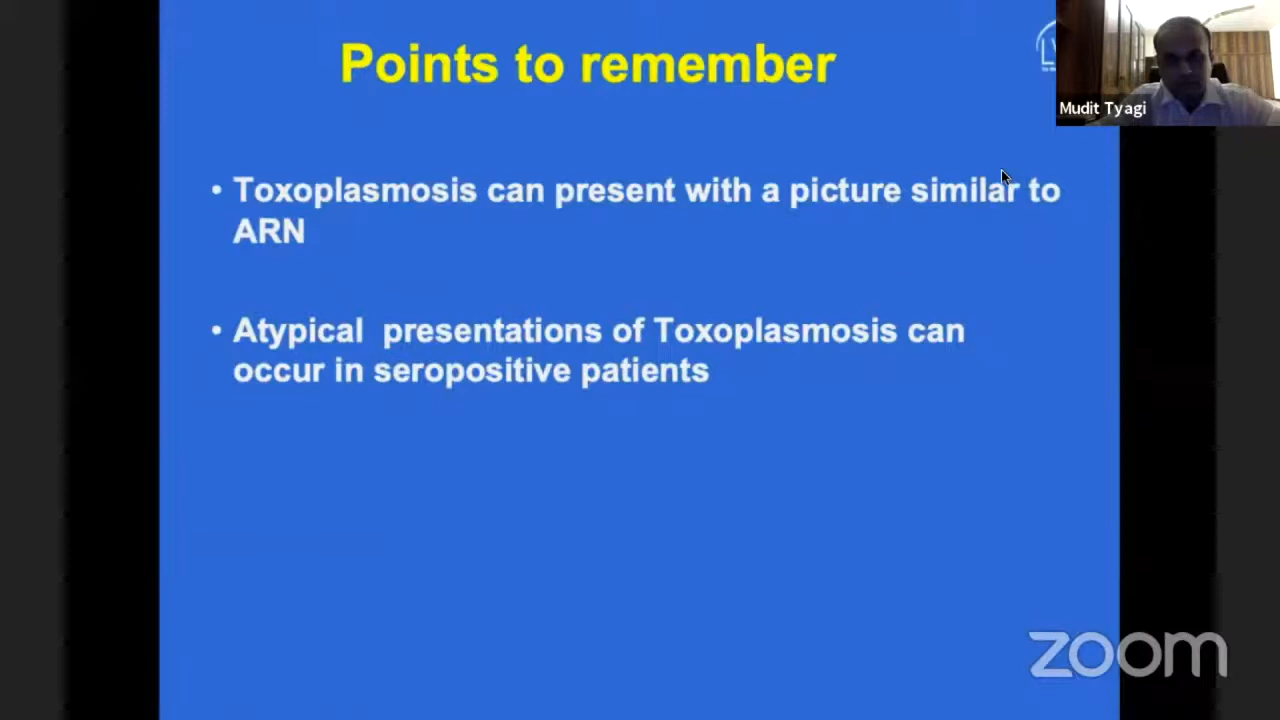 Points to remember
Mudit Tyagi
• Toxoplasmosis can present with a picture similar to
ARN
• Atypical  presentations of Toxoplasmosis can
occur in seropositive patients
zoom